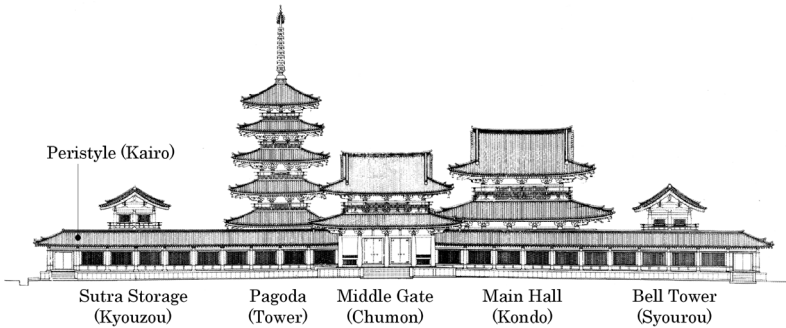 Peristyle (Kairo)
Sutra Storage
(Kyouzou)
Pagoda
(Tower)
Middle Gate
(Chumon)
Main Hall
(Kondo)
Bell Tower
(Syourou)